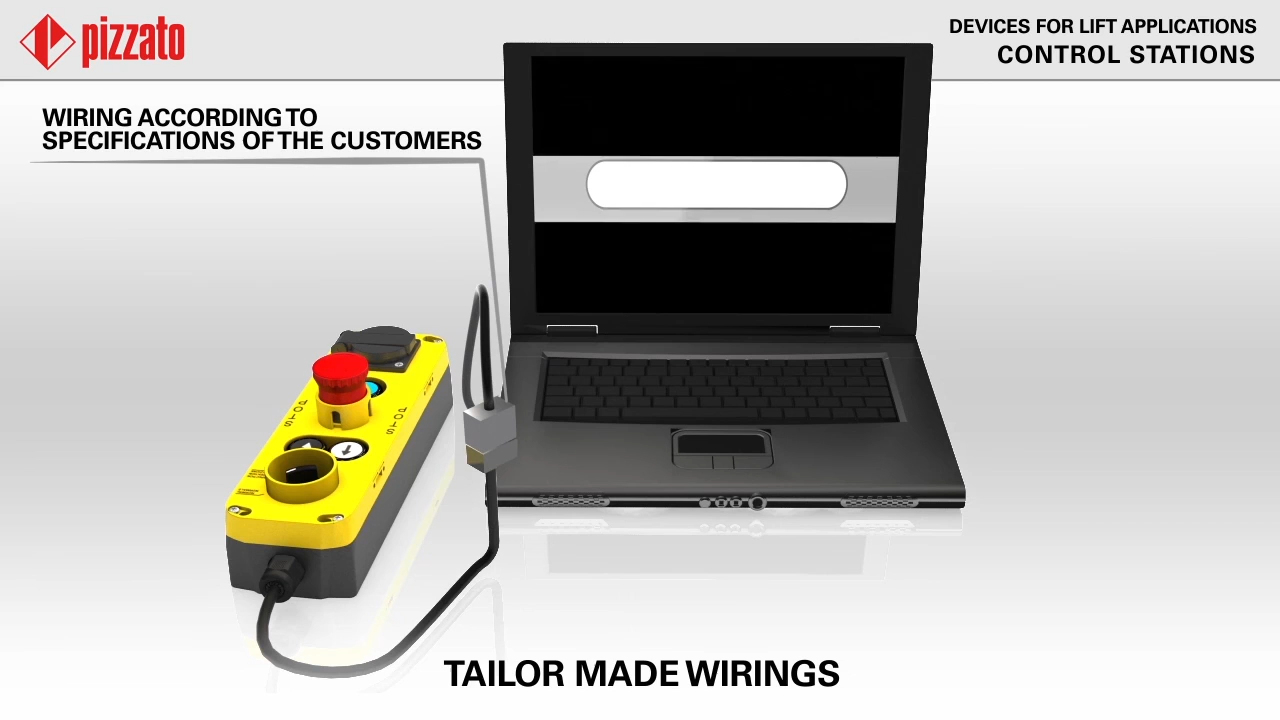 pizzato
DEVICES FOR LIFT APPLICATIONS
CONTROL STATIONS
WIRING ACCORDING TO
SPECIFICATIONS OF THE CUSTOMERS
STOP
STOP
TAILOR MADE WIRINGS